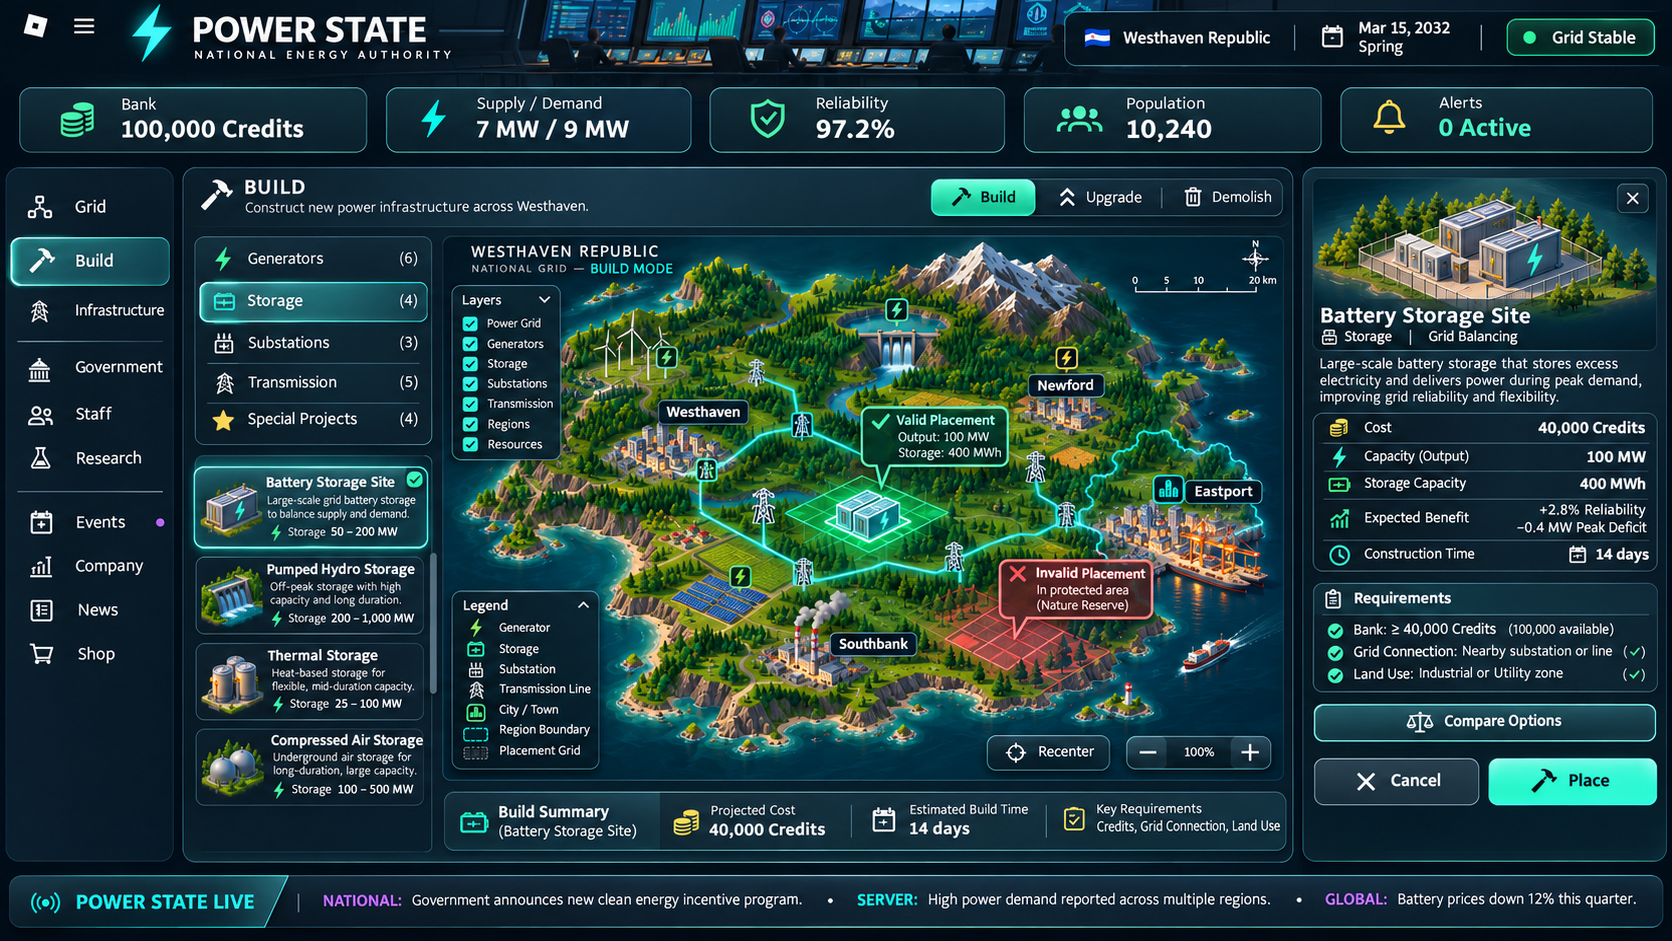 POWER STATE
NATIONAL ENERGY AUTHORITY
Westhaven Republic
Mar 15, 2032
Spring
Grid Stable
Bank
100,000 Credits
Supply / Demand
7 MW / 9 MW
Reliability
97.2%
Population
10,240
Alerts
0 Active
Grid
Build
Infrastructure
Government
Staff
Research
Events
Company
News
Shop
BUILD
Construct new power infrastructure across Westhaven.
Build
Upgrade
Demolish
Generators (6)
Storage (4)
Substations (3)
Transmission (5)
Special Projects (4)
Battery Storage Site
Large-scale grid battery storage
to balance supply and demand.
Storage 50 – 200 MW
Pumped Hydro Storage
Off-peak storage with high
capacity and long duration.
Storage 200 – 1,000 MW
Thermal Storage
Heat-based storage for
flexible, mid-duration capacity.
Storage 25 – 100 MW
Compressed Air Storage
Underground air storage for
long-duration, large capacity.
Storage 100 – 500 MW
WESTHAVEN REPUBLIC
NATIONAL GRID — BUILD MODE
Layers
Power Grid
Generators
Storage
Substations
Transmission
Regions
Resources
N
0 5 10 20 km
Westhaven
Newford
Eastport
Southbank
Valid Placement
Output: 100 MW
Storage: 400 MWh
Invalid Placement
In protected area
(Nature Reserve)
Legend
Generator
Storage
Substation
Transmission Line
City / Town
Region Boundary
Placement Grid
Recenter
100%
Build Summary
(Battery Storage Site)
Projected Cost
40,000 Credits
Estimated Build Time
14 days
Key Requirements
Credits, Grid Connection, Land Use
Battery Storage Site
Storage | Grid Balancing
Large-scale battery storage that stores excess
electricity and delivers power during peak demand,
improving grid reliability and flexibility.
Cost 40,000 Credits
Capacity (Output) 100 MW
Storage Capacity 400 MWh
Expected Benefit +2.8% Reliability
−0.4 MW Peak Deficit
Construction Time 14 days
Requirements
Bank: ≥ 40,000 Credits (100,000 available)
Grid Connection: Nearby substation or line (✓)
Land Use: Industrial or Utility zone (✓)
Compare Options
Cancel
Place
POWER STATE LIVE
NATIONAL: Government announces new clean energy incentive program. • SERVER: High power demand reported across multiple regions. • GLOBAL: Battery prices down 12% this quarter.